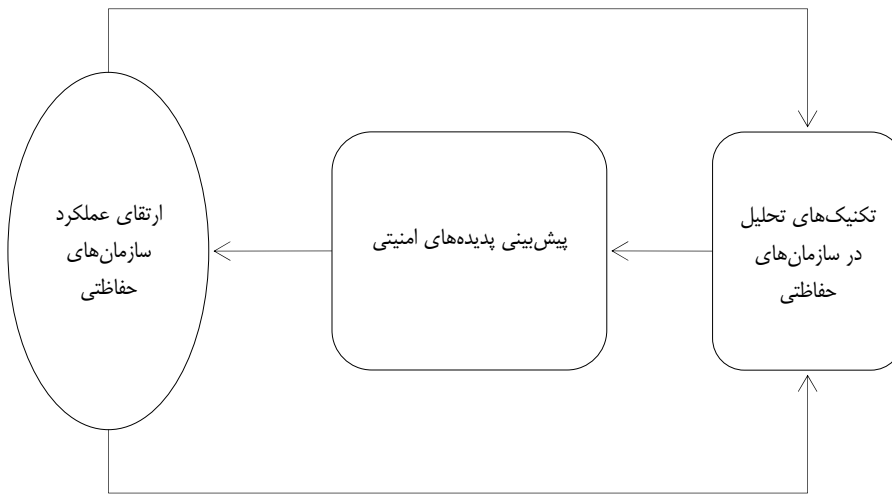 تکنیک‌های تحلیل
در سازمان‌های
حفاظتی
پیش‌بینی پدیده‌های امنیتی
ارتقای عملکرد
سازمان‌های
حفاظتی